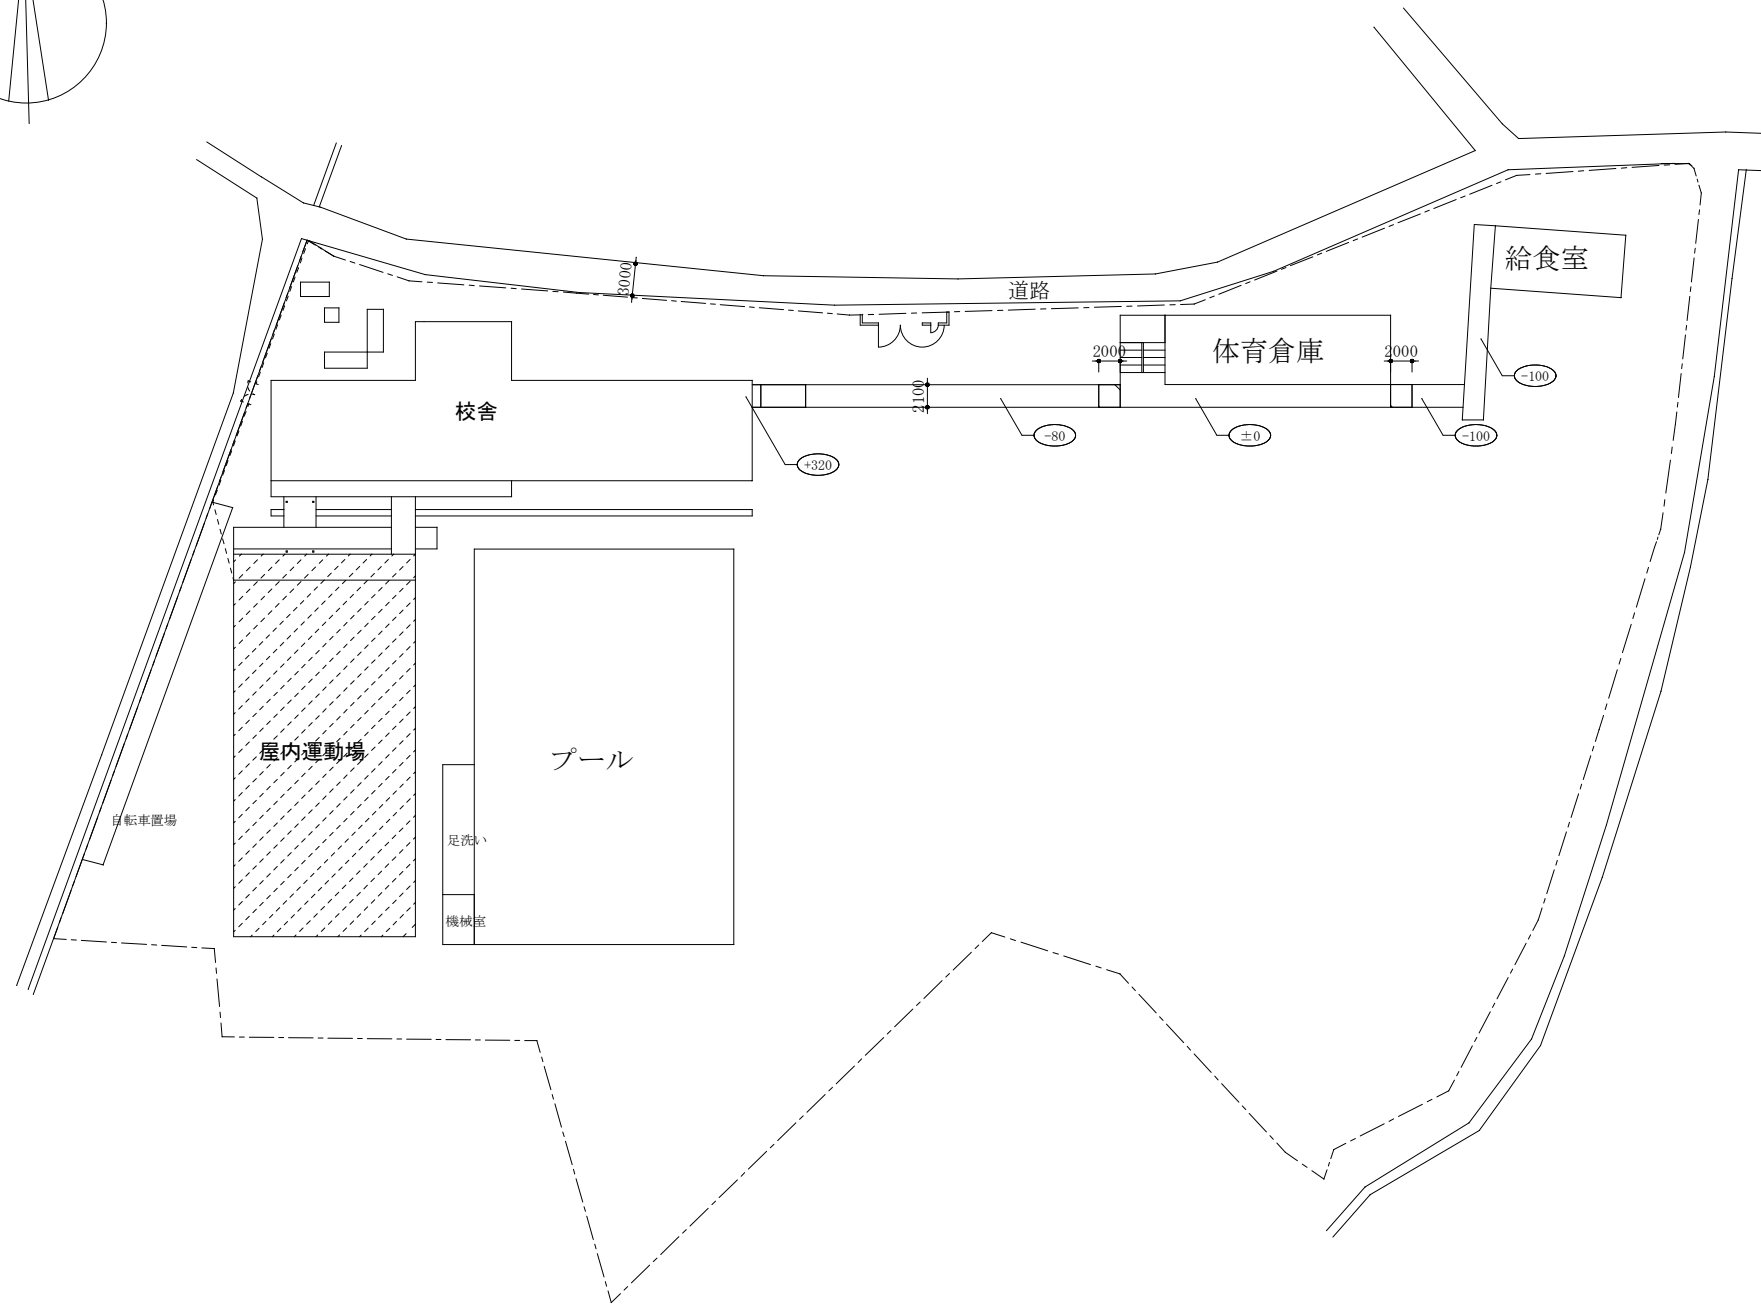 給食室
3000
道路
2000
体育倉庫
2000
-100
2100
校舎
-80
±0
-100
+320
屋内運動場
プール
自転車置場
足洗い
機械室